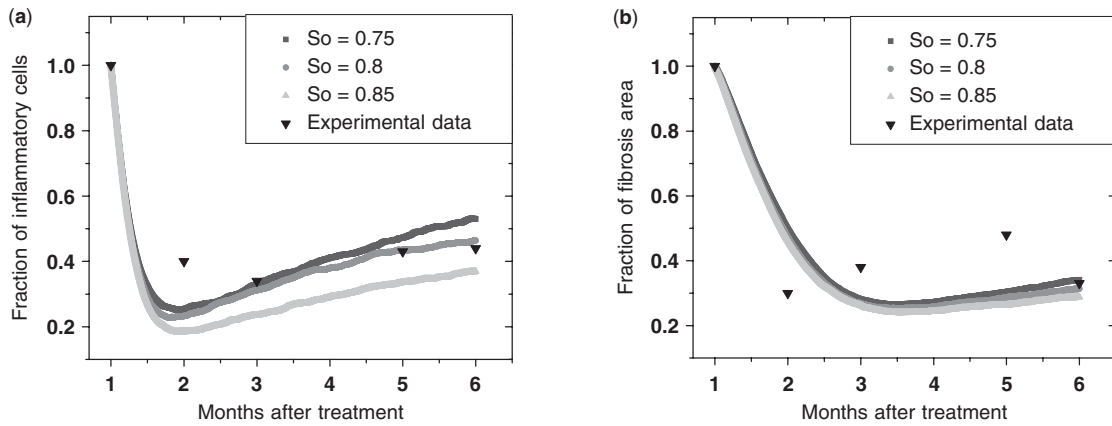 (a)
So = 0.75
So = 0.8
So = 0.85
Experimental data
Fraction of inflammatory cells
1.0
0.8
0.6
0.4
0.2
1 2 3 4 5 6
Months after treatment
(b)
So = 0.75
So = 0.8
So = 0.85
Experimental data
Fraction of fibrosis area
1.0
0.8
0.6
0.4
0.2
1 2 3 4 5 6
Months after treatment